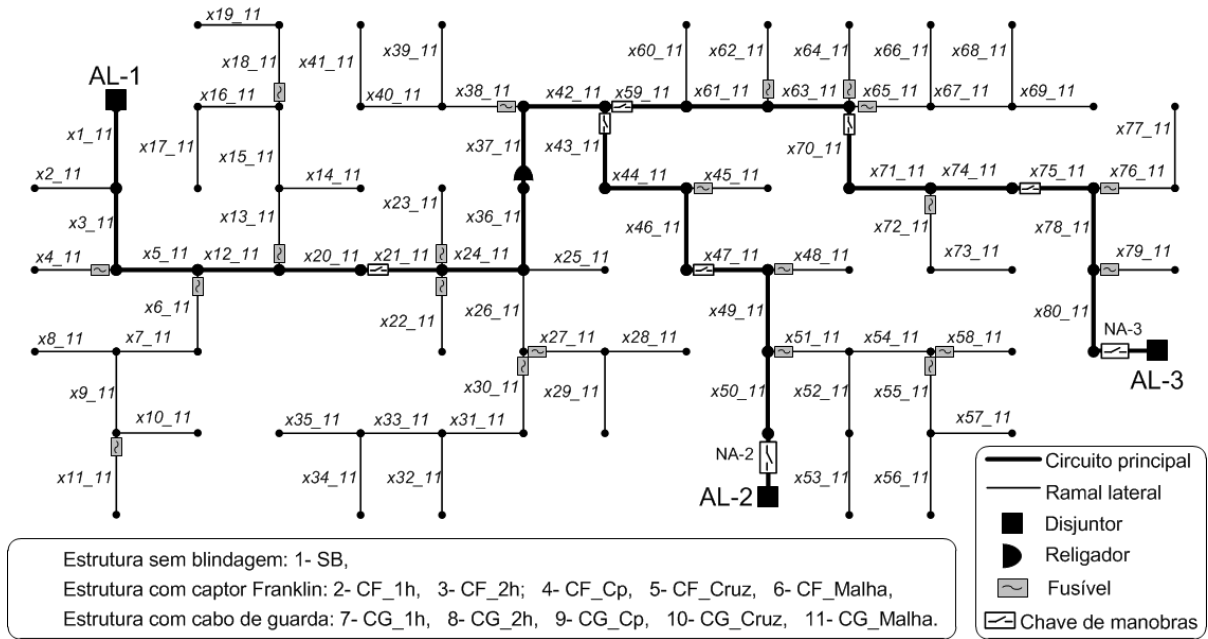 x19_11
x18_11
x41_11
x39_11
x60_11
x62_11
x64_11
x66_11
x68_11
AL-1
x16_11
x40_11
x38_11
x42_11
x59_11
x61_11
x63_11
x65_11
x67_11
x69_11
x1_11
x17_11
x15_11
x37_11
x43_11
x70_11
x77_11
x2_11
x14_11
x44_11
x45_11
x71_11
x74_11
x75_11
x76_11
x3_11
x13_11
x23_11
x36_11
x46_11
x72_11
x78_11
x4_11
x5_11
x12_11
x20_11
x21_11
x24_11
x25_11
x47_11
x48_11
x73_11
x79_11
x6_11
x22_11
x26_11
x49_11
x80_11
x8_11
x7_11
x27_11
x28_11
x51_11
x54_11
x58_11
NA-3
AL-3
x9_11
x30_11
x29_11
x50_11
x52_11
x55_11
x10_11
x35_11
x33_11
x31_11
x57_11
x11_11
x34_11
x32_11
NA-2
AL-2
x53_11
x56_11
Circuito principal
Ramal lateral
Disjuntor
Religador
Fusível
Chave de manobras
Estrutura sem blindagem: 1- SB,
Estrutura com captor Franklin: 2- CF_1h, 3- CF_2h; 4- CF_Cp, 5- CF_Cruz, 6- CF_Malha,
Estrutura com cabo de guarda: 7- CG_1h, 8- CG_2h, 9- CG_Cp, 10- CG_Cruz, 11- CG_Malha.